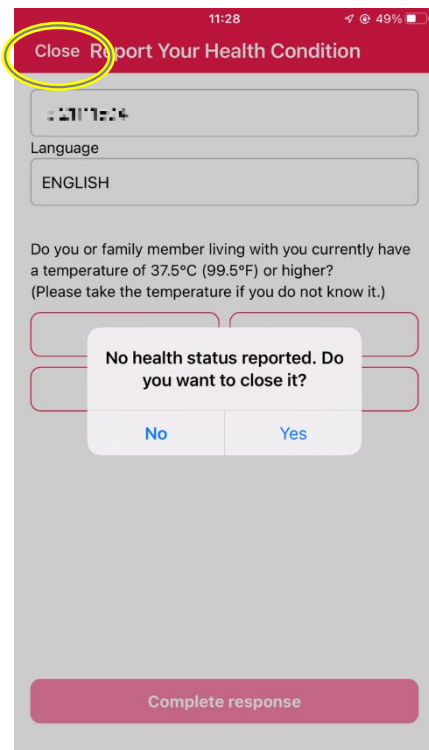 11:28
49%
Close Report Your Health Condition
Language
ENGLISH
Do you or family member living with you currently have
a temperature of 37.5°C (99.5°F) or higher?
(Please take the temperature if you do not know it.)
No health status reported. Do
you want to close it?
No Yes
Complete response